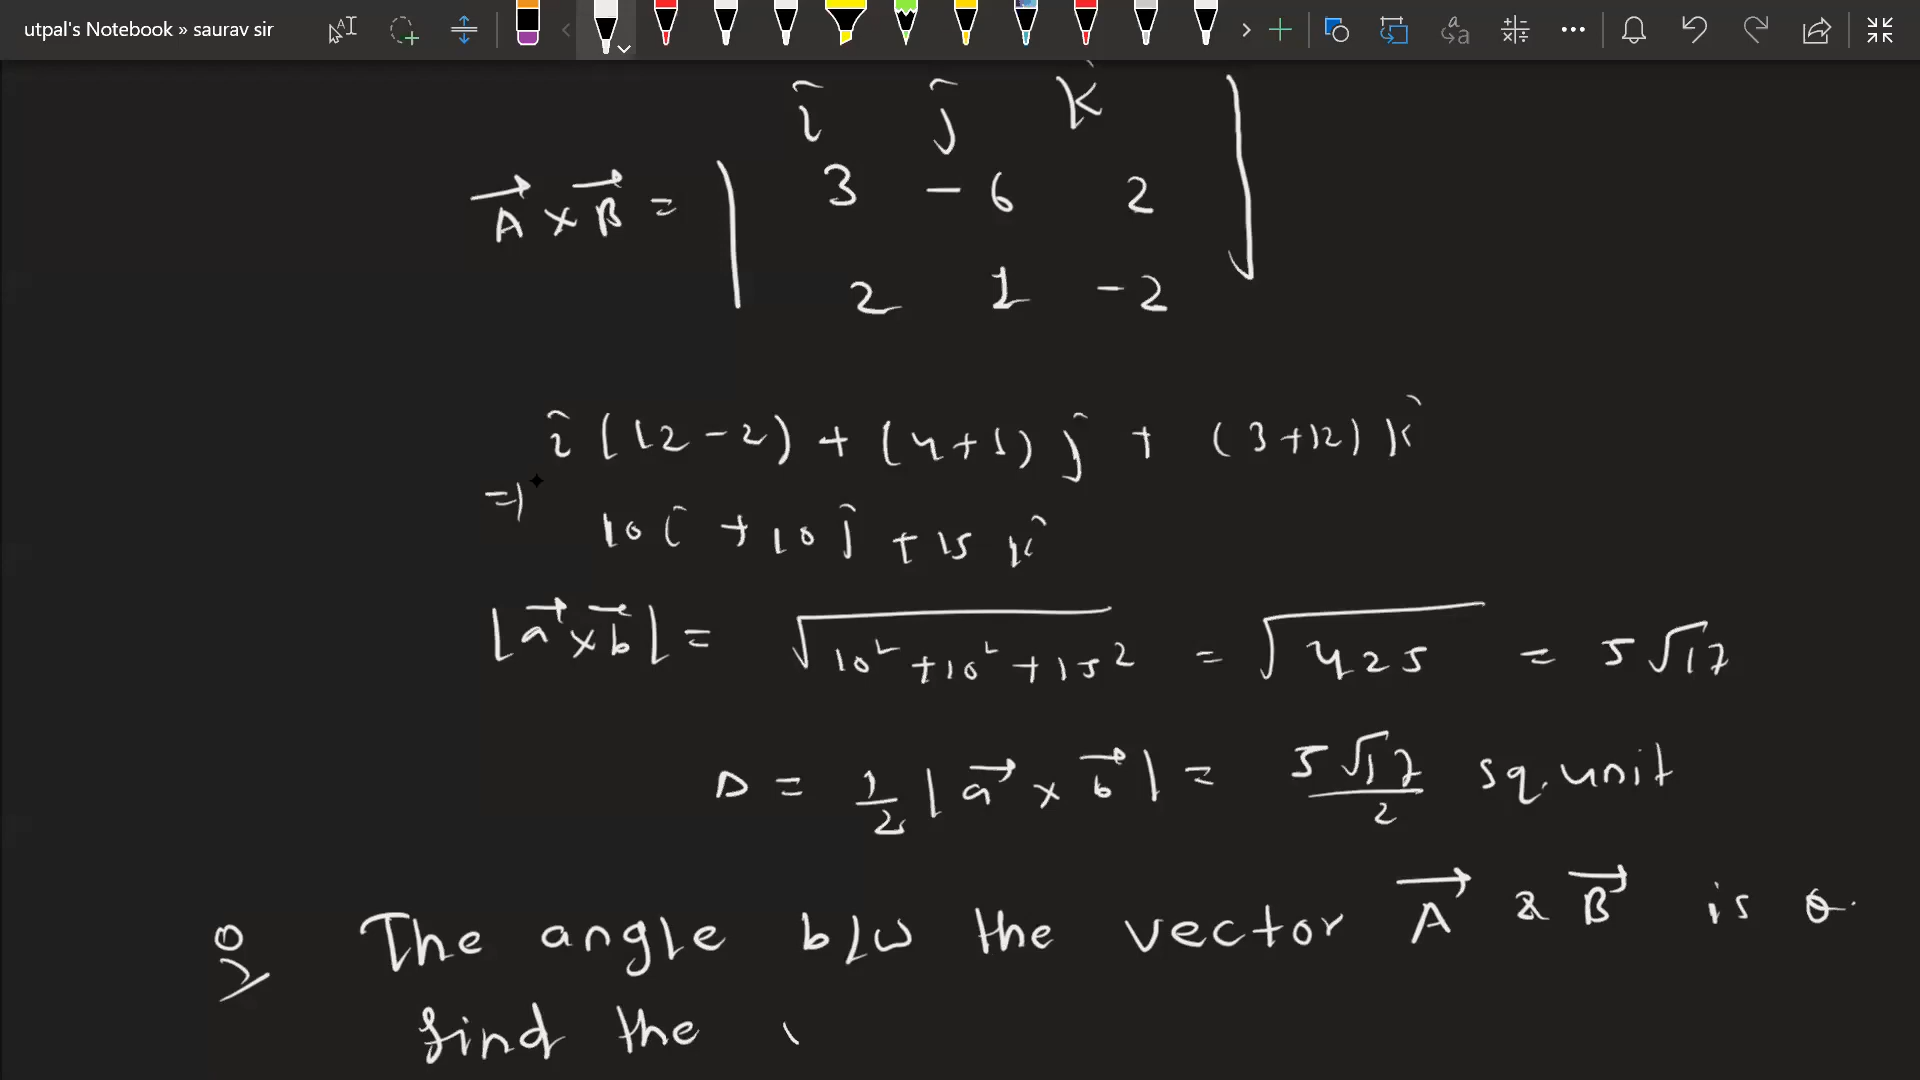 utpal's Notebook » saurav sir
î ĵ k̂
3 -6 2
A⃗ × B⃗ =
2 1 -2
î (12-2) + (4+5) ĵ + (3+12) k̂
⇒
10î + 10ĵ + 15k̂
|a⃗ × b⃗| = √(10² + 10² + 15²) = √425 = 5√17
Δ = 1/2 |a⃗ × b⃗| = 5√17/2 sq. unit
Q The angle b/w the vector A⃗ & B⃗ is θ.
find the